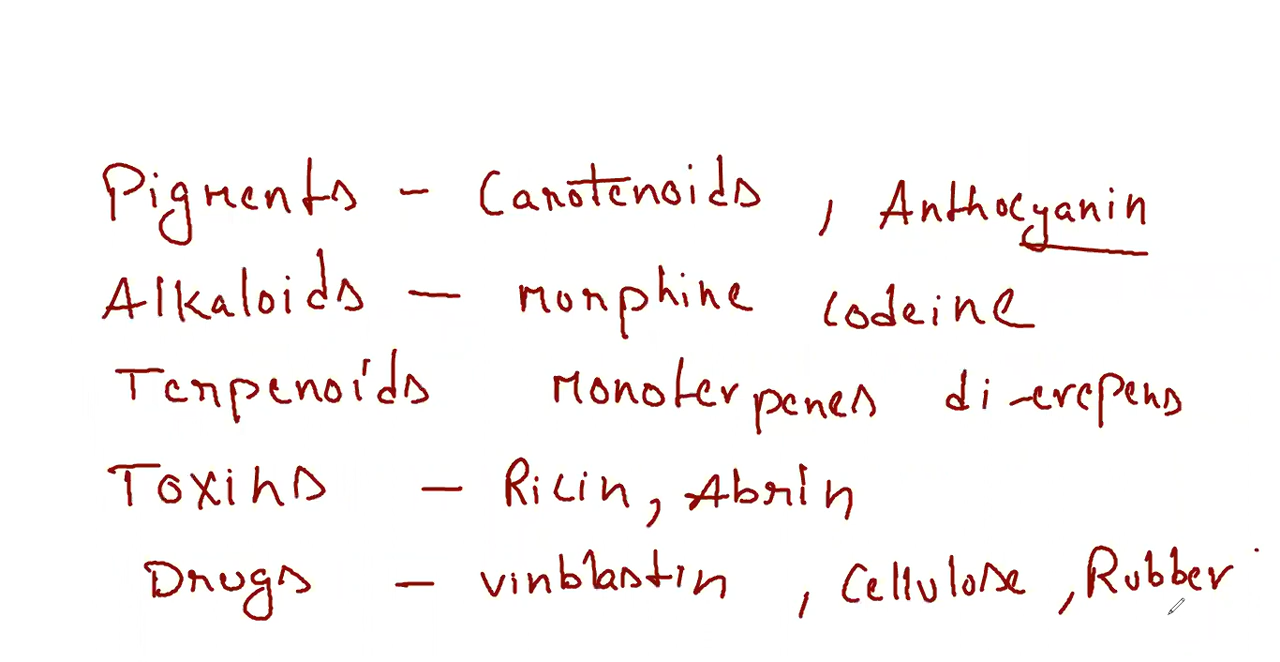 Pigments - Carotenoids , Anthocyanin
Alkaloids - morphine codeine
Terpenoids Monoterpenes di-erepens
Toxins - Ricin, Abrin
Drugs - vinblastin , Cellulose , Rubber